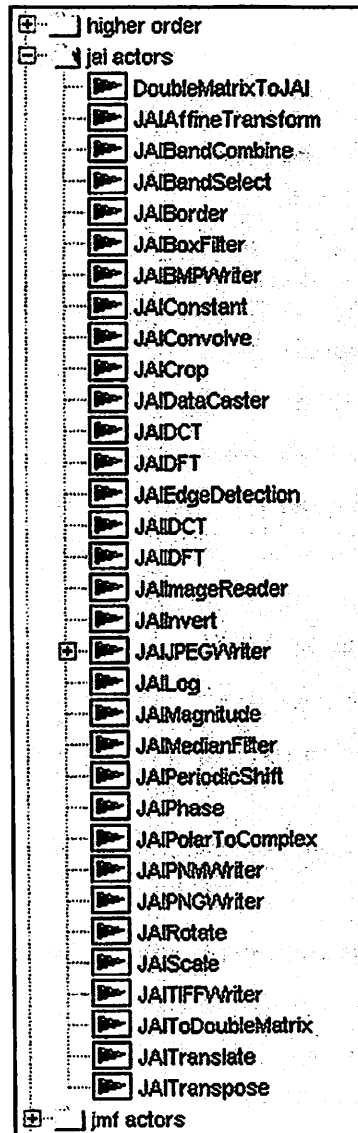 higher order
jai actors
DoubleMatrixToJAI
JAIAffineTransform
JAIBandCombine
JAIBandSelect
JAIBorder
JAIBoxFilter
JAIBMPWriter
JAIConstant
JAIConvolve
JAICrop
JAIDataCaster
JAIDCT
JAIDFT
JAIEdgeDetection
JAIIDCT
JAIIDFT
JAIImageReader
JAIInvert
JAIJPEGWriter
JAILog
JAIMagnitude
JAIMedianFilter
JAIPeriodicShift
JAIPhase
JAIPolarToComplex
JAIPNMWriter
JAIPNGWriter
JAIRotate
JAIScale
JAITIFFWriter
JAIToDoubleMatrix
JAITranslate
JAITranspose
jmf actors